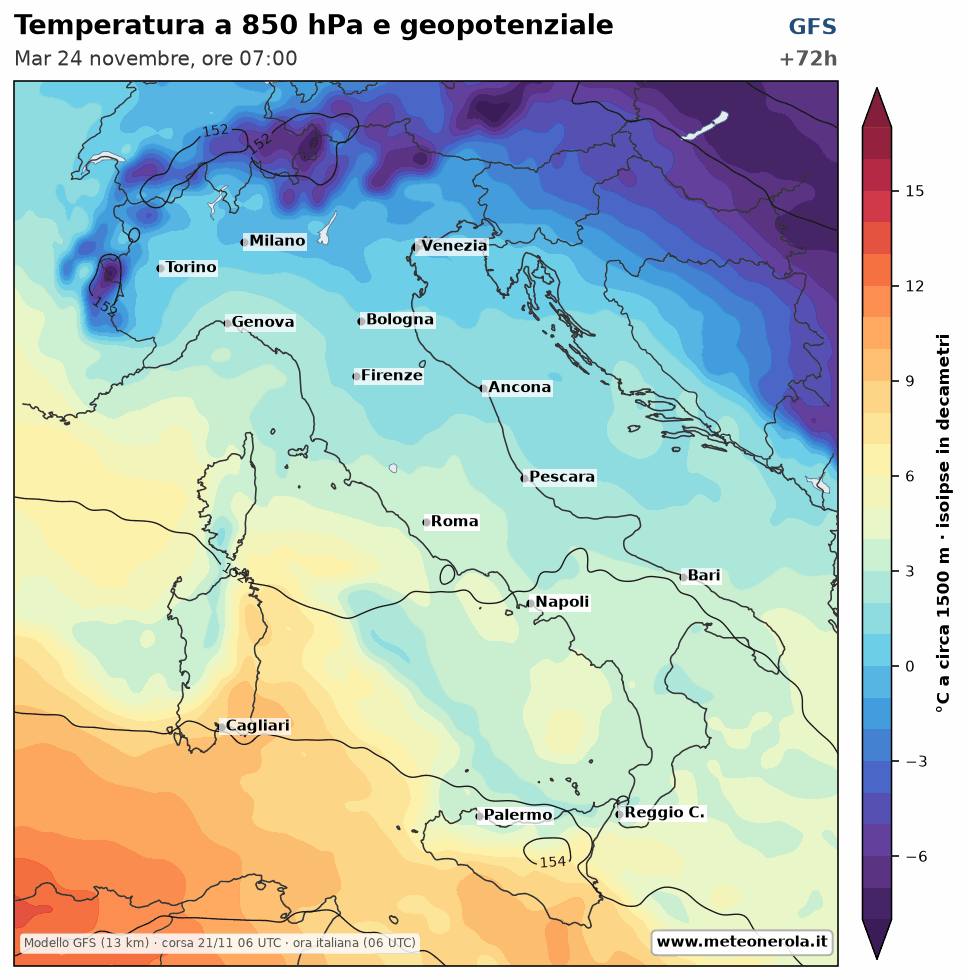 Temperatura a 850 hPa e geopotenziale
GFS
Mar 24 novembre, ore 07:00
+72h
152
152
Milano
Venezia
Torino
156
Genova
Bologna
Firenze
Ancona
Pescara
Roma
Bari
Napoli
Cagliari
Palermo
Reggio C.
154
Modello GFS (13 km) · corsa 21/11 06 UTC · ora italiana (06 UTC)
www.meteonerola.it
15
12
9
6
3
0
−3
−6
°C a circa 1500 m · isoipse in decametri